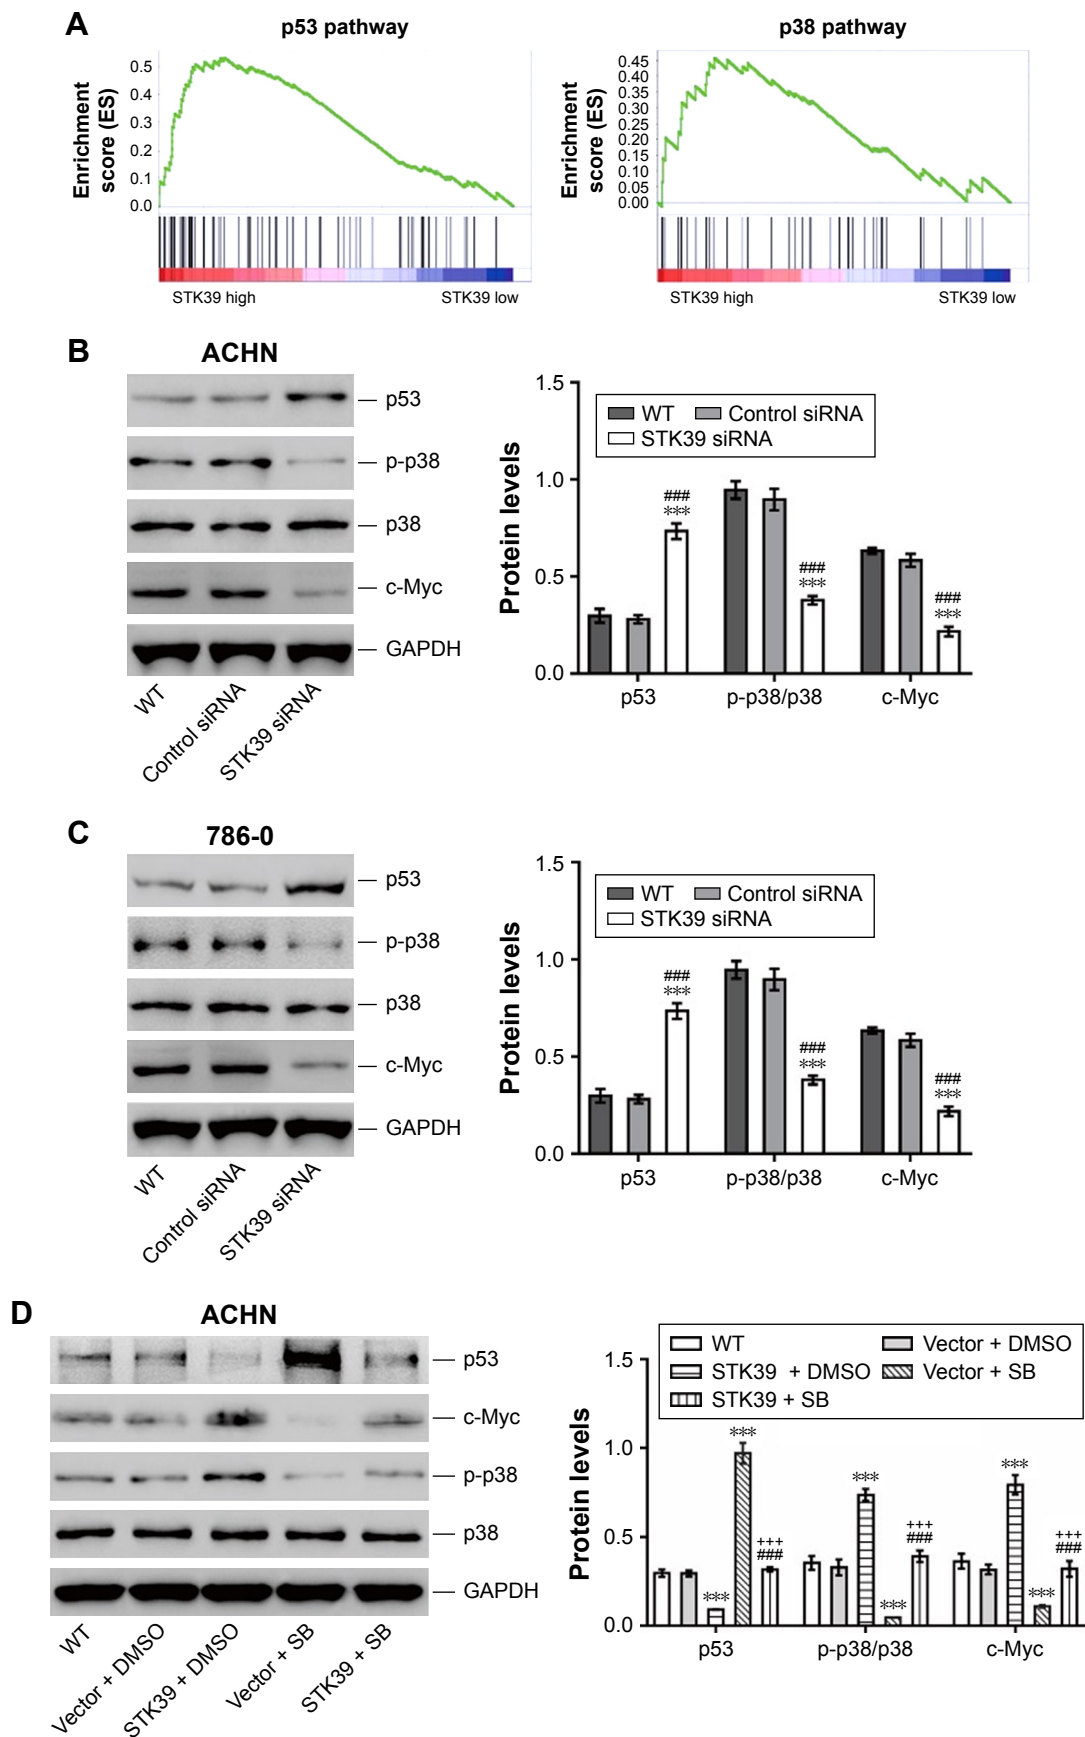 A
p53 pathway
p38 pathway
Enrichment
score (ES)
0.5
0.4
0.3
0.2
0.1
0.0
STK39 high
STK39 low
Enrichment
score (ES)
0.45
0.40
0.35
0.30
0.25
0.20
0.15
0.10
0.05
0.00
STK39 high
STK39 low
B
ACHN
p53
p-p38
p38
c-Myc
GAPDH
WT
Control siRNA
STK39 siRNA
Protein levels
1.5
1.0
0.5
0.0
WT
Control siRNA
STK39 siRNA
###
***
###
***
###
***
p53
p-p38/p38
c-Myc
C
786-0
p53
p-p38
p38
c-Myc
GAPDH
WT
Control siRNA
STK39 siRNA
Protein levels
1.5
1.0
0.5
0.0
WT
Control siRNA
STK39 siRNA
###
***
###
***
###
***
p53
p-p38/p38
c-Myc
D
ACHN
p53
c-Myc
p-p38
p38
GAPDH
WT
Vector + DMSO
STK39 + DMSO
Vector + SB
STK39 + SB
Protein levels
1.5
1.0
0.5
0.0
WT
Vector + DMSO
STK39 + DMSO
Vector + SB
STK39 + SB
***
***
+++
###
***
***
+++
###
***
***
+++
###
p53
p-p38/p38
c-Myc